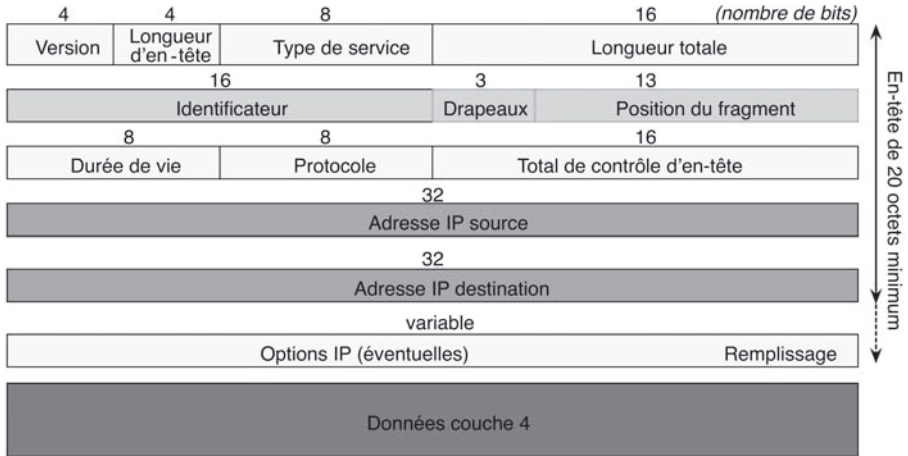 4 4 8 16 (nombre de bits)
Version Longueur d'en-tête Type de service Longueur totale
16 3 13
Identificateur Drapeaux Position du fragment
8 8 16
Durée de vie Protocole Total de contrôle d'en-tête
32
Adresse IP source
32
Adresse IP destination
variable
Options IP (éventuelles) Remplissage
Données couche 4
En-tête de 20 octets minimum